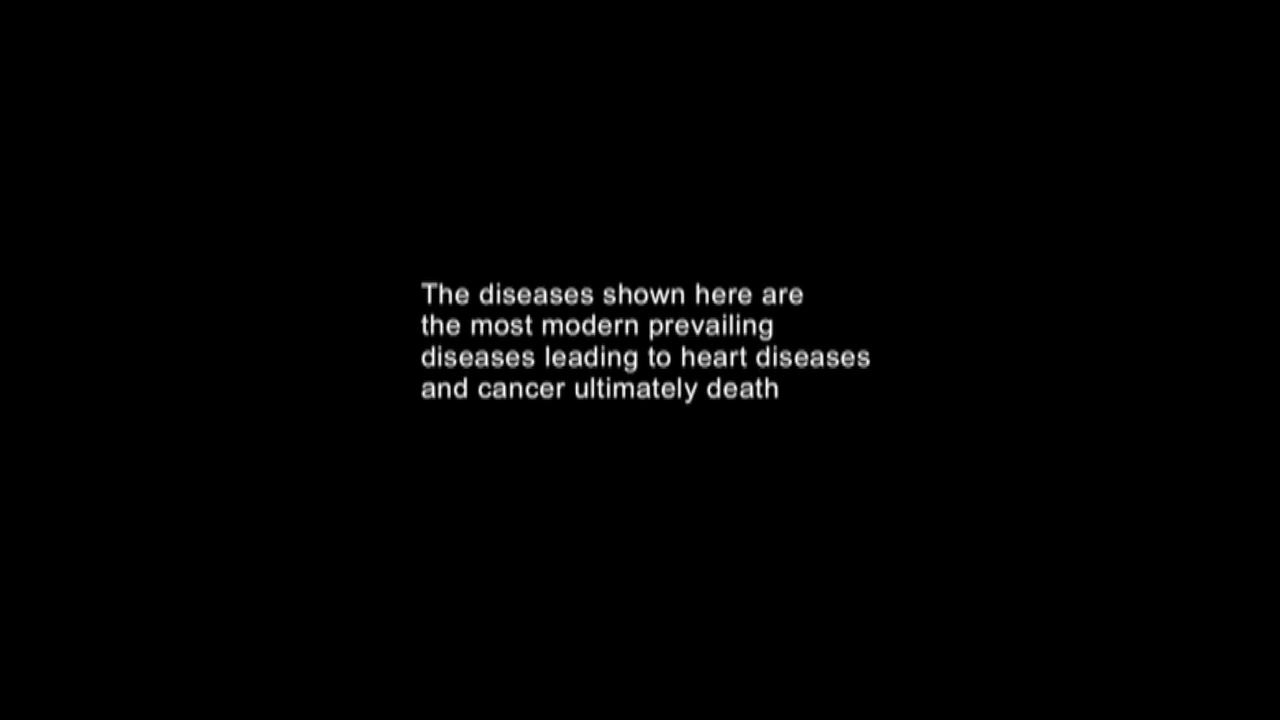 The diseases shown here are
the most modern prevailing
diseases leading to heart diseases
and cancer ultimately death